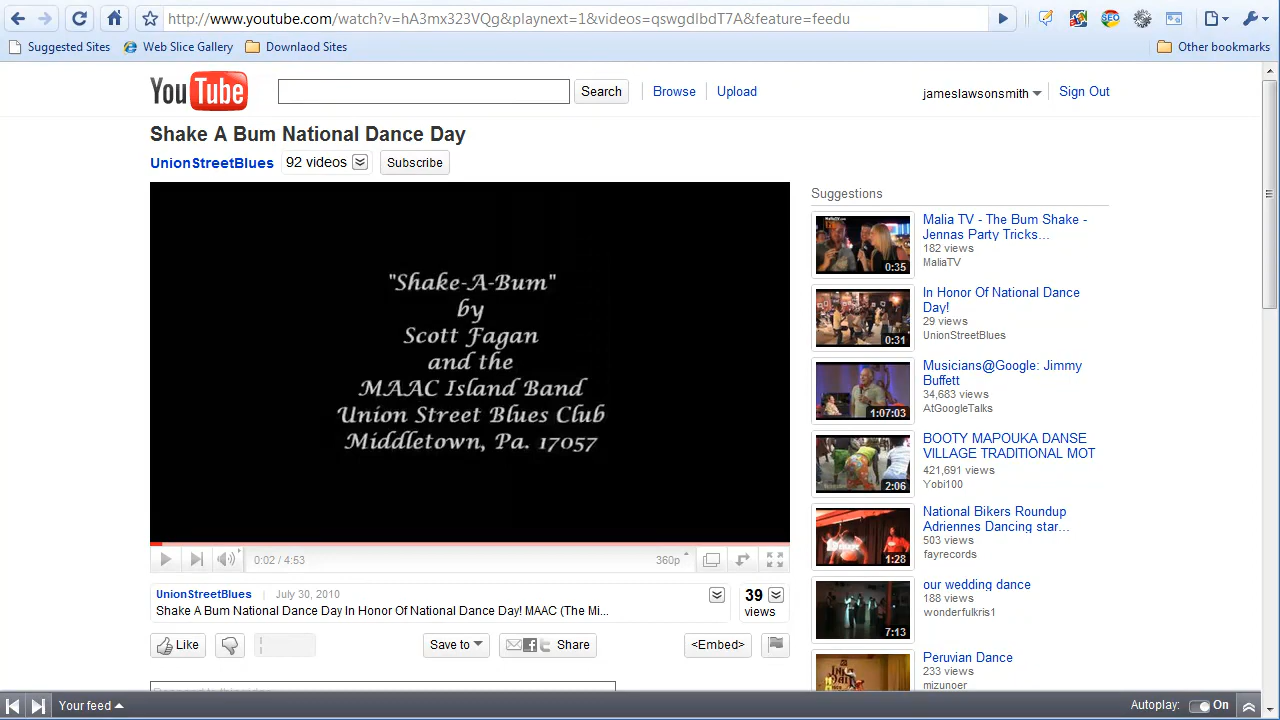 http://www.youtube.com/watch?v=hh3mx323VQg&playnext=1&videos=qswgdIbdT7A&feature=feedu
Suggested Sites
Web Slice Gallery
Downlaod Sites
Other bookmarks
YouTube
Search
Browse
Upload
jameslawsonsmith
Sign Out
Shake A Bum National Dance Day
UnionStreetBlues
92 videos
Subscribe
"Shake-A-Bum"
by
Scott Fagan
and the
MAAC Island Band
Union Street Blues Club
Middletown, Pa. 17057
0:02 / 4:53
360p
UnionStreetBlues
July 30, 2010
Shake A Bum National Dance Day In Honor Of National Dance Day! MAAC (The Mi...
39
views
Like
Save to
Share
<Embed>
Suggestions
0:35
Malia TV - The Bum Shake -
Jennas Party Tricks...
182 views
MaliaTV
0:31
In Honor Of National Dance
Day!
29 views
UnionStreetBlues
1:07:03
Musicians@Google: Jimmy
Buffett
34,683 views
AtGoogleTalks
2:06
BOOTY MAPOUKA DANSE
VILLAGE TRADITIONAL MOT
421,691 views
Yobi100
1:28
National Bikers Roundup
Adriennes Dancing star...
503 views
fayrecords
7:13
our wedding dance
188 views
wonderfulkris1
Peruvian Dance
233 views
mizunoer
Your feed
Autoplay:
On